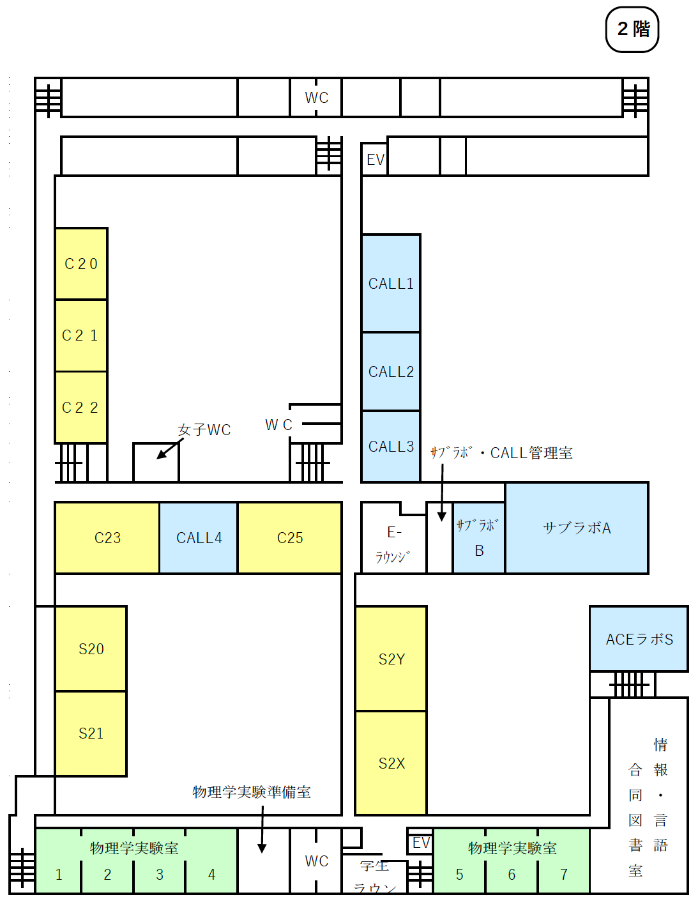 ２階
WC
EV
Ｃ２０
CALL1
Ｃ２１
CALL2
Ｃ２２
女子WC
ＷＣ
CALL3
ｻﾌﾞﾗﾎﾞ・CALL管理室
C23
CALL4
C25
E-
ﾗｳﾝｼﾞ
ｻﾌﾞﾗﾎﾞ
B
サブラボA
S20
S2Y
ACEラボS
S21
S2X
情報・言語
合同図書室
物理学実験準備室
物理学実験室
1
2
3
4
WC
学生
ラウン
EV
物理学実験室
5
6
7